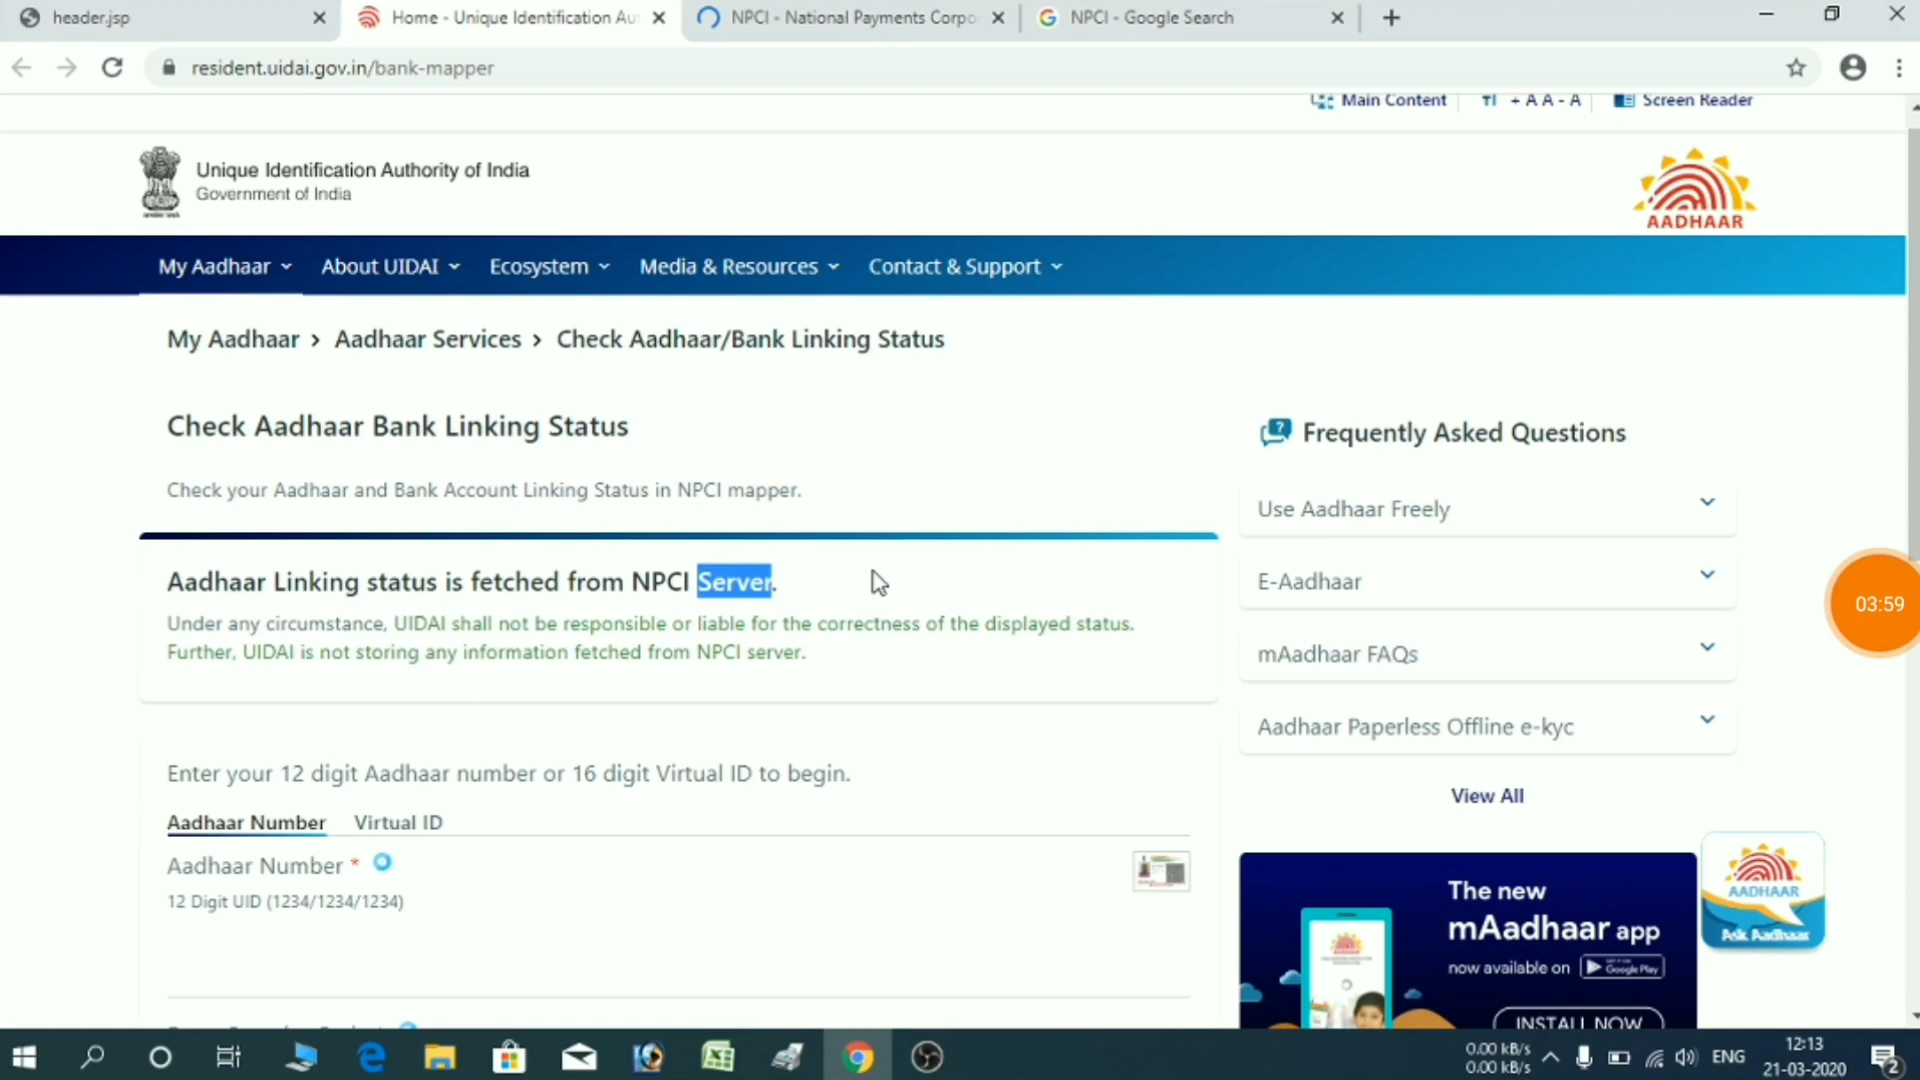 header.jsp
Home - Unique Identification Au
NPCI - National Payments Corpo
NPCI - Google Search
resident.uidai.gov.in/bank-mapper
Main Content
TI + A A - A
Screen Reader
Unique Identification Authority of India
Government of India
AADHAAR
My Aadhaar
About UIDAI
Ecosystem
Media & Resources
Contact & Support
My Aadhaar > Aadhaar Services > Check Aadhaar/Bank Linking Status
Check Aadhaar Bank Linking Status
Check your Aadhaar and Bank Account Linking Status in NPCI mapper.
Aadhaar Linking status is fetched from NPCI Server.
Under any circumstance, UIDAI shall not be responsible or liable for the correctness of the displayed status.
Further, UIDAI is not storing any information fetched from NPCI server.
Enter your 12 digit Aadhaar number or 16 digit Virtual ID to begin.
Aadhaar Number
Virtual ID
Aadhaar Number *
12 Digit UID (1234/1234/1234)
Frequently Asked Questions
Use Aadhaar Freely
E-Aadhaar
mAadhaar FAQs
Aadhaar Paperless Offline e-kyc
View All
03:59
The new
mAadhaar app
now available on
Google Play
INSTALL NOW
AADHAAR
Ask Aadhaar
0.00 kB/s
0.00 kB/s
ENG
12:13
21-03-2020
2